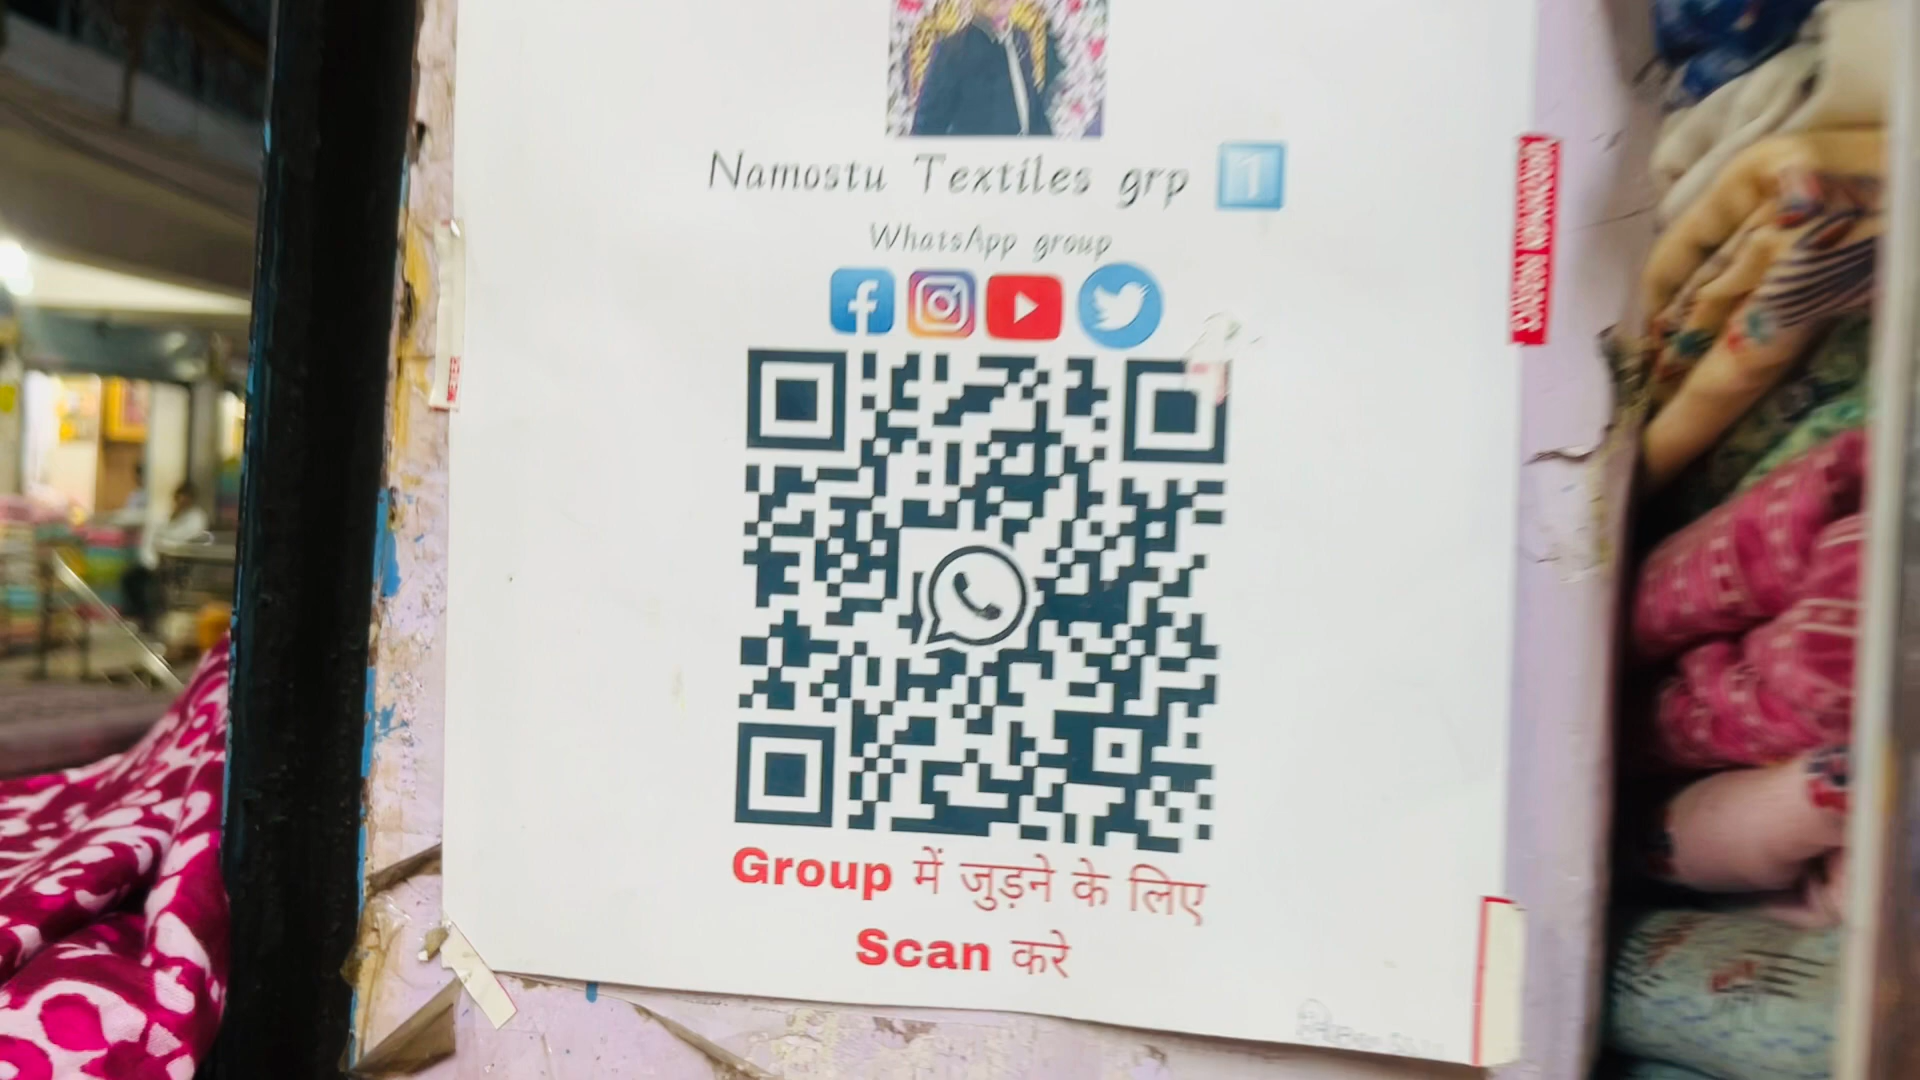 Namostu Textiles grp 1
WhatsApp group
Group में जुड़ने के लिए
Scan करे